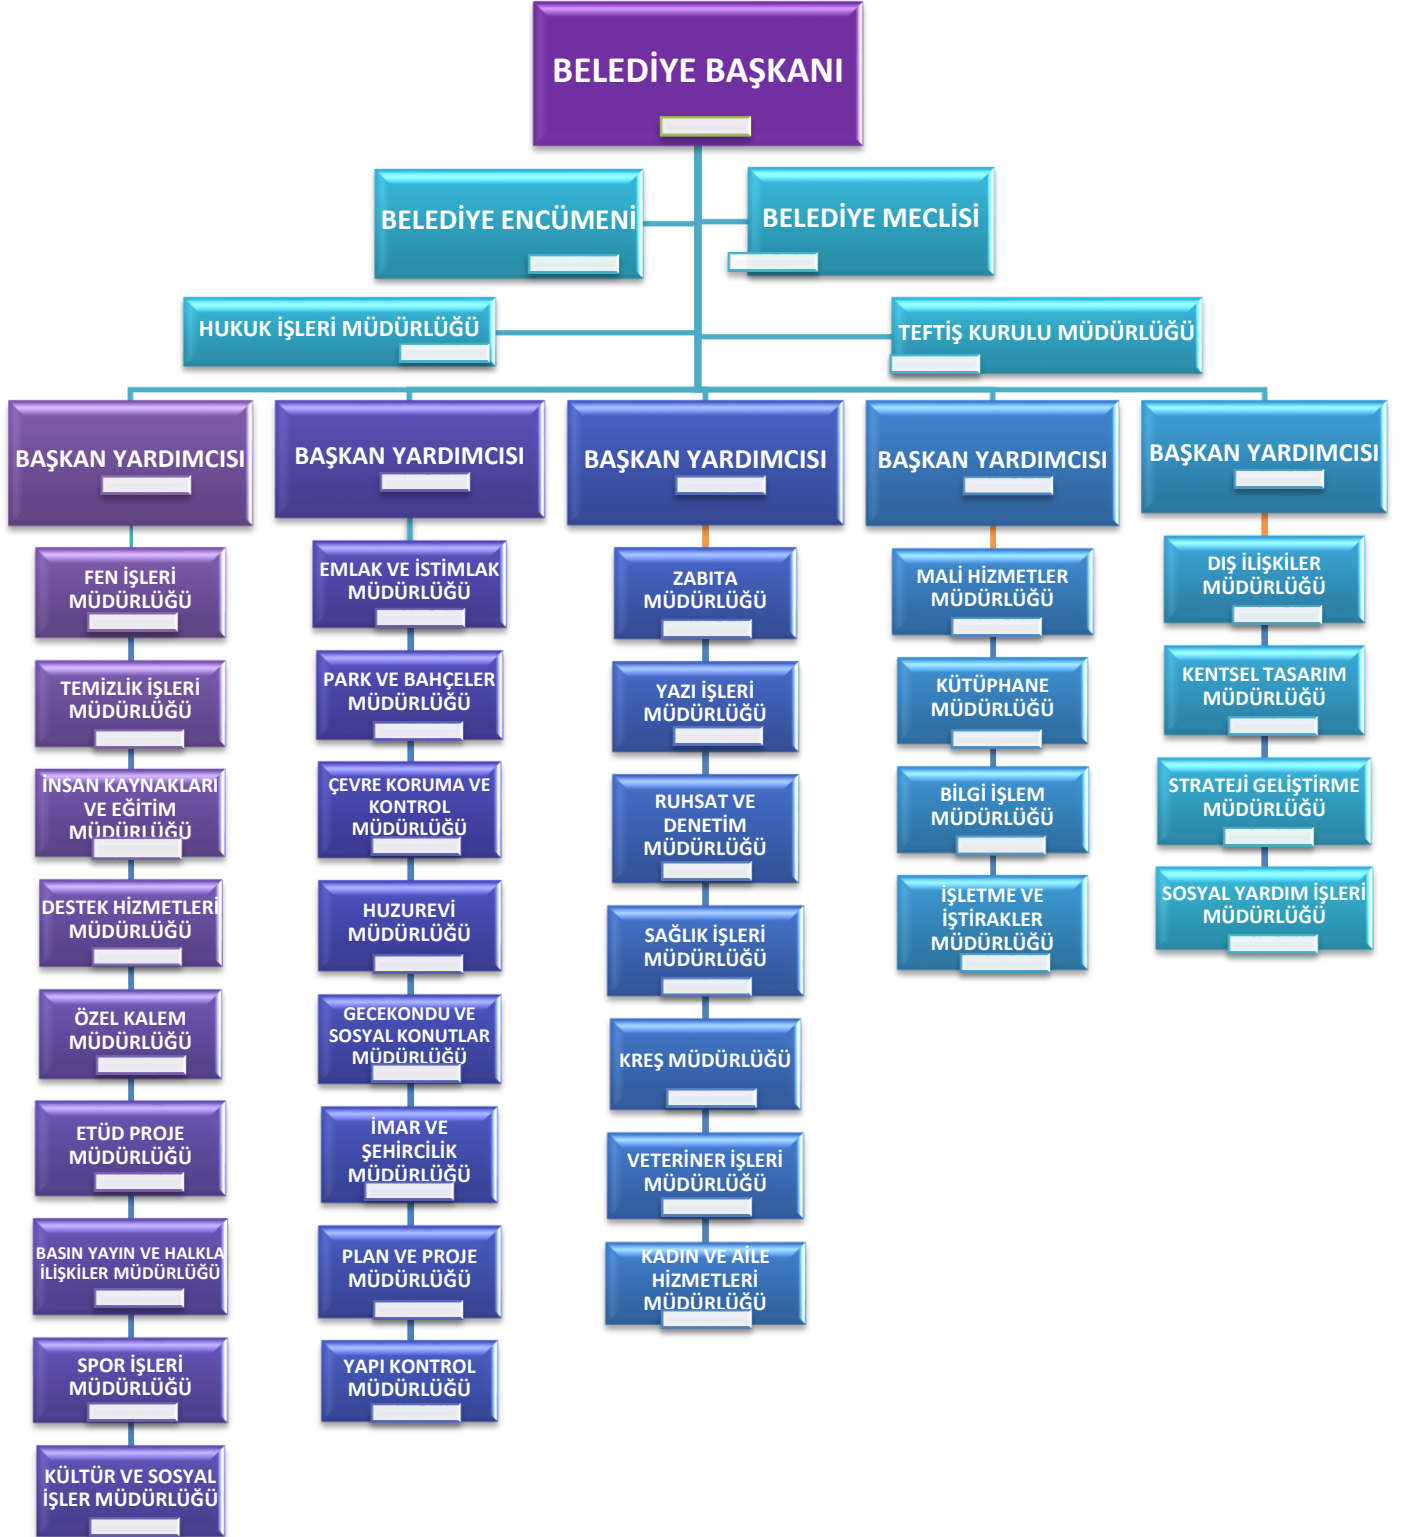 BELEDİYE BAŞKANI
BELEDİYE ENCÜMENİ
BELEDİYE MECLİSİ
HUKUK İŞLERİ MÜDÜRLÜĞÜ
TEFTİŞ KURULU MÜDÜRLÜĞÜ
BAŞKAN YARDIMCISI
FEN İŞLERİ
MÜDÜRLÜĞÜ
TEMİZLİK İŞLERİ
MÜDÜRLÜĞÜ
İNSAN KAYNAKLARI
VE EĞİTİM
MÜDÜRLÜĞÜ
DESTEK HİZMETLERİ
MÜDÜRLÜĞÜ
ÖZEL KALEM
MÜDÜRLÜĞÜ
ETÜD PROJE
MÜDÜRLÜĞÜ
BASIN YAYIN VE HALKLA
İLİŞKİLER MÜDÜRLÜĞÜ
SPOR İŞLERİ
MÜDÜRLÜĞÜ
KÜLTÜR VE SOSYAL
İŞLER MÜDÜRLÜĞÜ
BAŞKAN YARDIMCISI
EMLAK VE İSTİMLAK
MÜDÜRLÜĞÜ
PARK VE BAHÇELER
MÜDÜRLÜĞÜ
ÇEVRE KORUMA VE
KONTROL
MÜDÜRLÜĞÜ
HUZUREVİ
MÜDÜRLÜĞÜ
GECEKONDU VE
SOSYAL KONUTLAR
MÜDÜRLÜĞÜ
İMAR VE
ŞEHİRCİLİK
MÜDÜRLÜĞÜ
PLAN VE PROJE
MÜDÜRLÜĞÜ
YAPI KONTROL
MÜDÜRLÜĞÜ
BAŞKAN YARDIMCISI
ZABITA
MÜDÜRLÜĞÜ
YAZI İŞLERİ
MÜDÜRLÜĞÜ
RUHSAT VE
DENETİM
MÜDÜRLÜĞÜ
SAĞLIK İŞLERİ
MÜDÜRLÜĞÜ
KREŞ MÜDÜRLÜĞÜ
VETERİNER İŞLERİ
MÜDÜRLÜĞÜ
KADIN VE AİLE
HİZMETLERİ
MÜDÜRLÜĞÜ
BAŞKAN YARDIMCISI
MALİ HİZMETLER
MÜDÜRLÜĞÜ
KÜTÜPHANE
MÜDÜRLÜĞÜ
BİLGİ İŞLEM
MÜDÜRLÜĞÜ
İŞLETME VE
İŞTİRAKLER
MÜDÜRLÜĞÜ
BAŞKAN YARDIMCISI
DIŞ İLİŞKİLER
MÜDÜRLÜĞÜ
KENTSEL TASARIM
MÜDÜRLÜĞÜ
STRATEJİ GELİŞTİRME
MÜDÜRLÜĞÜ
SOSYAL YARDIM İŞLERİ
MÜDÜRLÜĞÜ